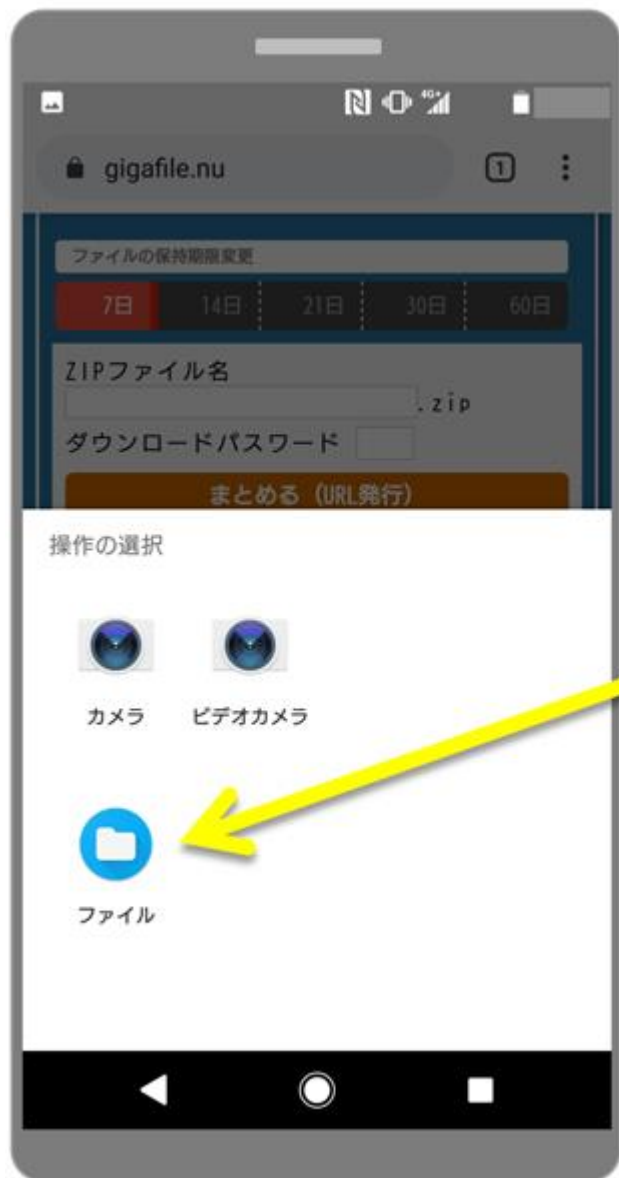 4G+
gigafile.nu
1
ファイルの保持期限変更
7日 14日 21日 30日 60日
ZIPファイル名
.zip
ダウンロードパスワード
まとめる（URL発行）
操作の選択
カメラ ビデオカメラ
ファイル